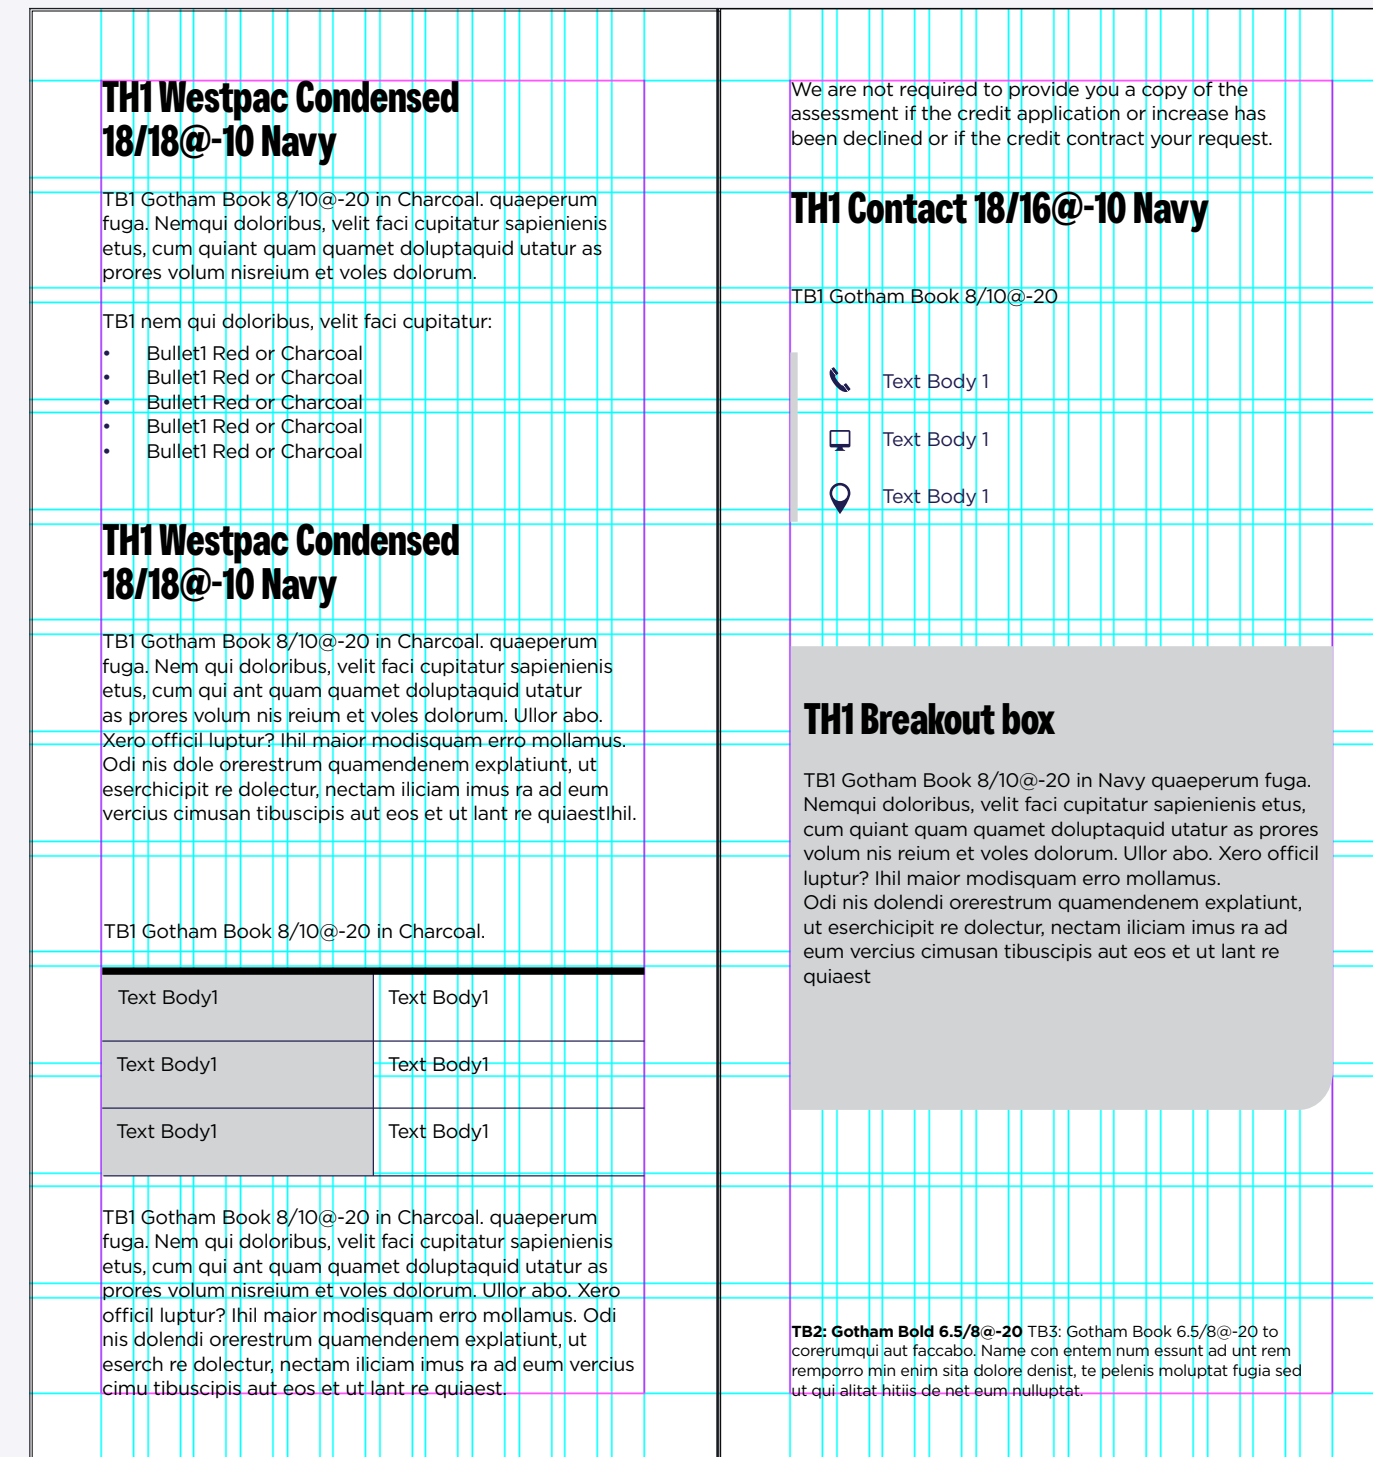 TH1 Westpac Condensed
18/18@-10 Navy
TB1 Gotham Book 8/10@-20 in Charcoal. quaeperum
fuga. Nemqui doloribus, velit faci cupitatur sapienienis
etus, cum quiant quam quamet doluptaquid utatur as
prores volum nisreium et voles dolorum.
TB1 nem qui doloribus, velit faci cupitatur:
• Bullet1 Red or Charcoal
• Bullet1 Red or Charcoal
• Bullet1 Red or Charcoal
• Bullet1 Red or Charcoal
• Bullet1 Red or Charcoal
TH1 Westpac Condensed
18/18@-10 Navy
TB1 Gotham Book 8/10@-20 in Charcoal. quaeperum
fuga. Nem qui doloribus, velit faci cupitatur sapienienis
etus, cum qui ant quam quamet doluptaquid utatur
as prores volum nis reium et voles dolorum. Ullor abo.
Xero officil luptur? Ihil maior modisquam erro mollamus.
Odi nis dole orerestrum quamendenem explatiunt, ut
eserchicipit re dolectur, nectam iliciam imus ra ad eum
vercius cimusan tibuscipis aut eos et ut lant re quiaestIhil.
TB1 Gotham Book 8/10@-20 in Charcoal.
Text Body1 Text Body1
Text Body1 Text Body1
Text Body1 Text Body1
TB1 Gotham Book 8/10@-20 in Charcoal. quaeperum
fuga. Nem qui doloribus, velit faci cupitatur sapienienis
etus, cum qui ant quam quamet doluptaquid utatur as
prores volum nisreium et voles dolorum. Ullor abo. Xero
officil luptur? Ihil maior modisquam erro mollamus. Odi
nis dolendi orerestrum quamendenem explatiunt, ut
eserch re dolectur, nectam iliciam imus ra ad eum vercius
cimu tibuscipis aut eos et ut lant re quiaest.
We are not required to provide you a copy of the
assessment if the credit application or increase has
been declined or if the credit contract your request.
TH1 Contact 18/16@-10 Navy
TB1 Gotham Book 8/10@-20
Text Body 1
Text Body 1
Text Body 1
TH1 Breakout box
TB1 Gotham Book 8/10@-20 in Navy quaeperum fuga.
Nemqui doloribus, velit faci cupitatur sapienienis etus,
cum quiant quam quamet doluptaquid utatur as prores
volum nis reium et voles dolorum. Ullor abo. Xero officil
luptur? Ihil maior modisquam erro mollamus.
Odi nis dolendi orerestrum quamendenem explatiunt,
ut eserchicipit re dolectur, nectam iliciam imus ra ad
eum vercius cimusan tibuscipis aut eos et ut lant re
quiaest
TB2: Gotham Bold 6.5/8@-20 TB3: Gotham Book 6.5/8@-20 to
corerumqui aut faccabo. Name con entem num essunt ad unt rem
remporro min enim sita dolore denist, te pelenis moluptat fugia sed
ut qui alitat hitiis de net eum nulluptat.